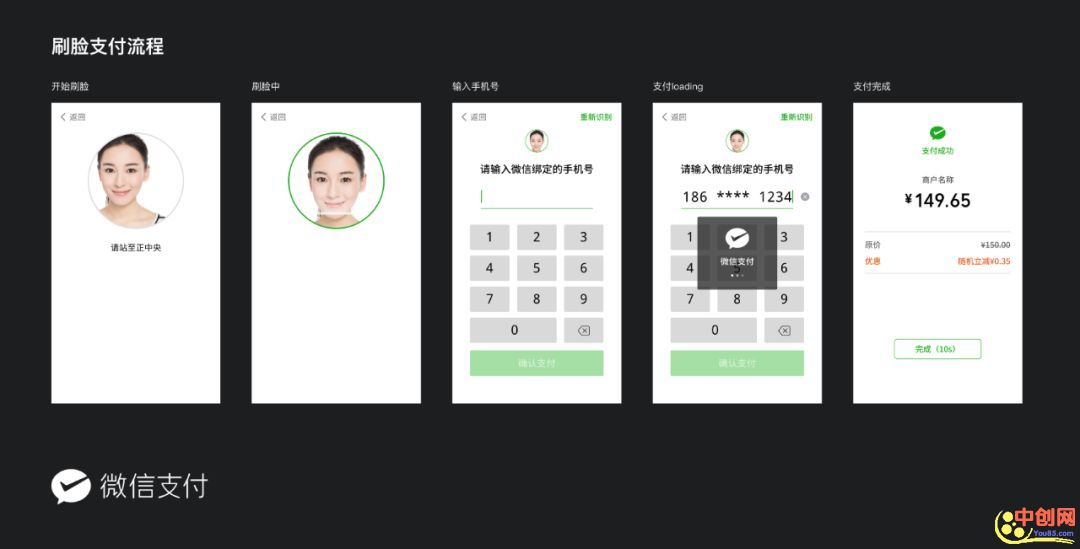 刷脸支付流程
开始刷脸
返回
请站至正中央
刷脸中
返回
输入手机号
返回 重新识别
请输入微信绑定的手机号
1 2 3
4 5 6
7 8 9
0
确认支付
支付loading
返回 重新识别
请输入微信绑定的手机号
186 **** 1234
1 3
微信支付
4 5 6
7 8 9
0
确认支付
支付完成
支付成功
商户名称
¥149.65
原价 ¥150.00
优惠 随机立减¥0.35
完成（10s）
微信支付
中创网
You85.com